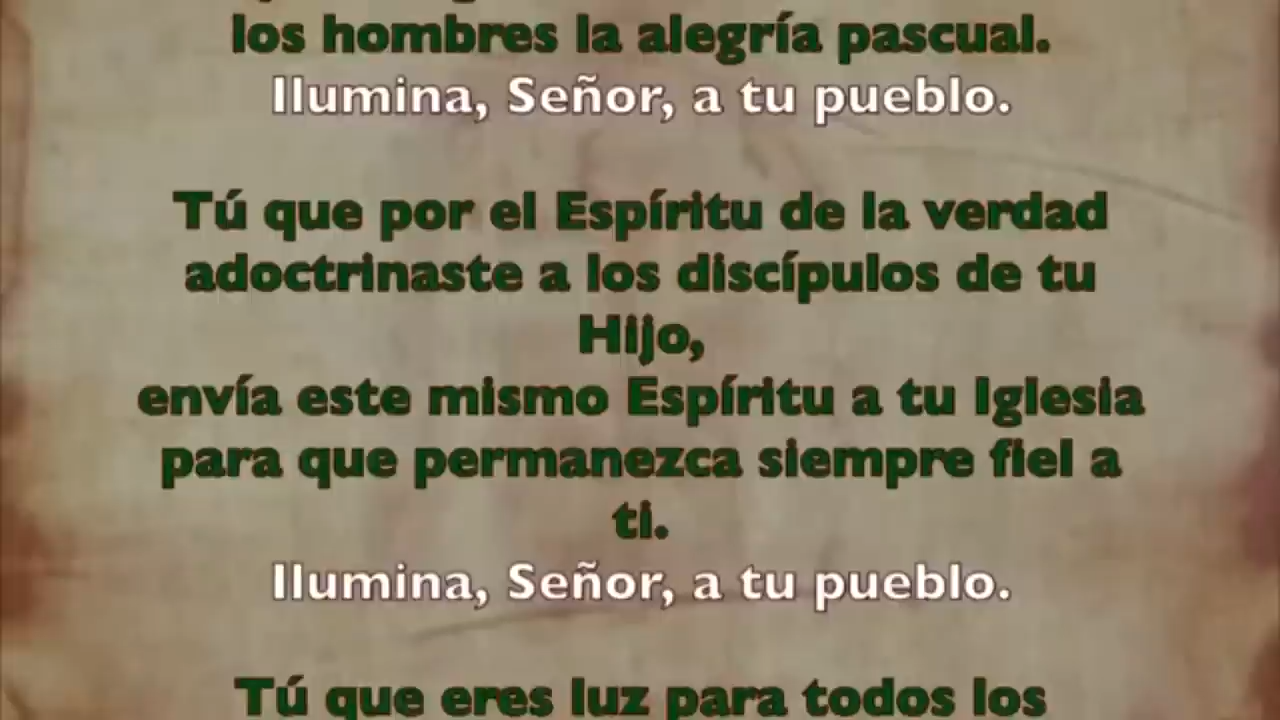 los hombres la alegría pascual.
Ilumina, Señor, a tu pueblo.
Tú que por el Espíritu de la verdad
adoctrinaste a los discípulos de tu
Hijo,
envía este mismo Espíritu a tu Iglesia
para que permanezca siempre fiel a
ti.
Ilumina, Señor, a tu pueblo.
Tú que eres luz para todos los